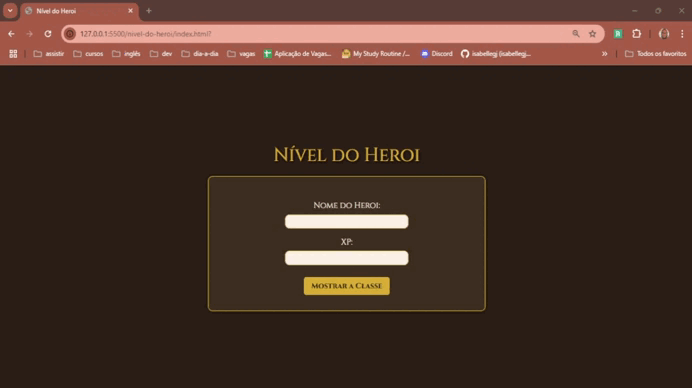 Nível do Heroi
127.0.0.1:5500/nivel-do-heroi/index.html?
assistir cursos inglês dev dia-a-dia vagas Aplicação de Vagas... My Study Routine /... Discord isabellegj (isabellegj... Todos os favoritos
Nível do Heroi
Nome do Heroi:
XP:
Mostrar a Classe